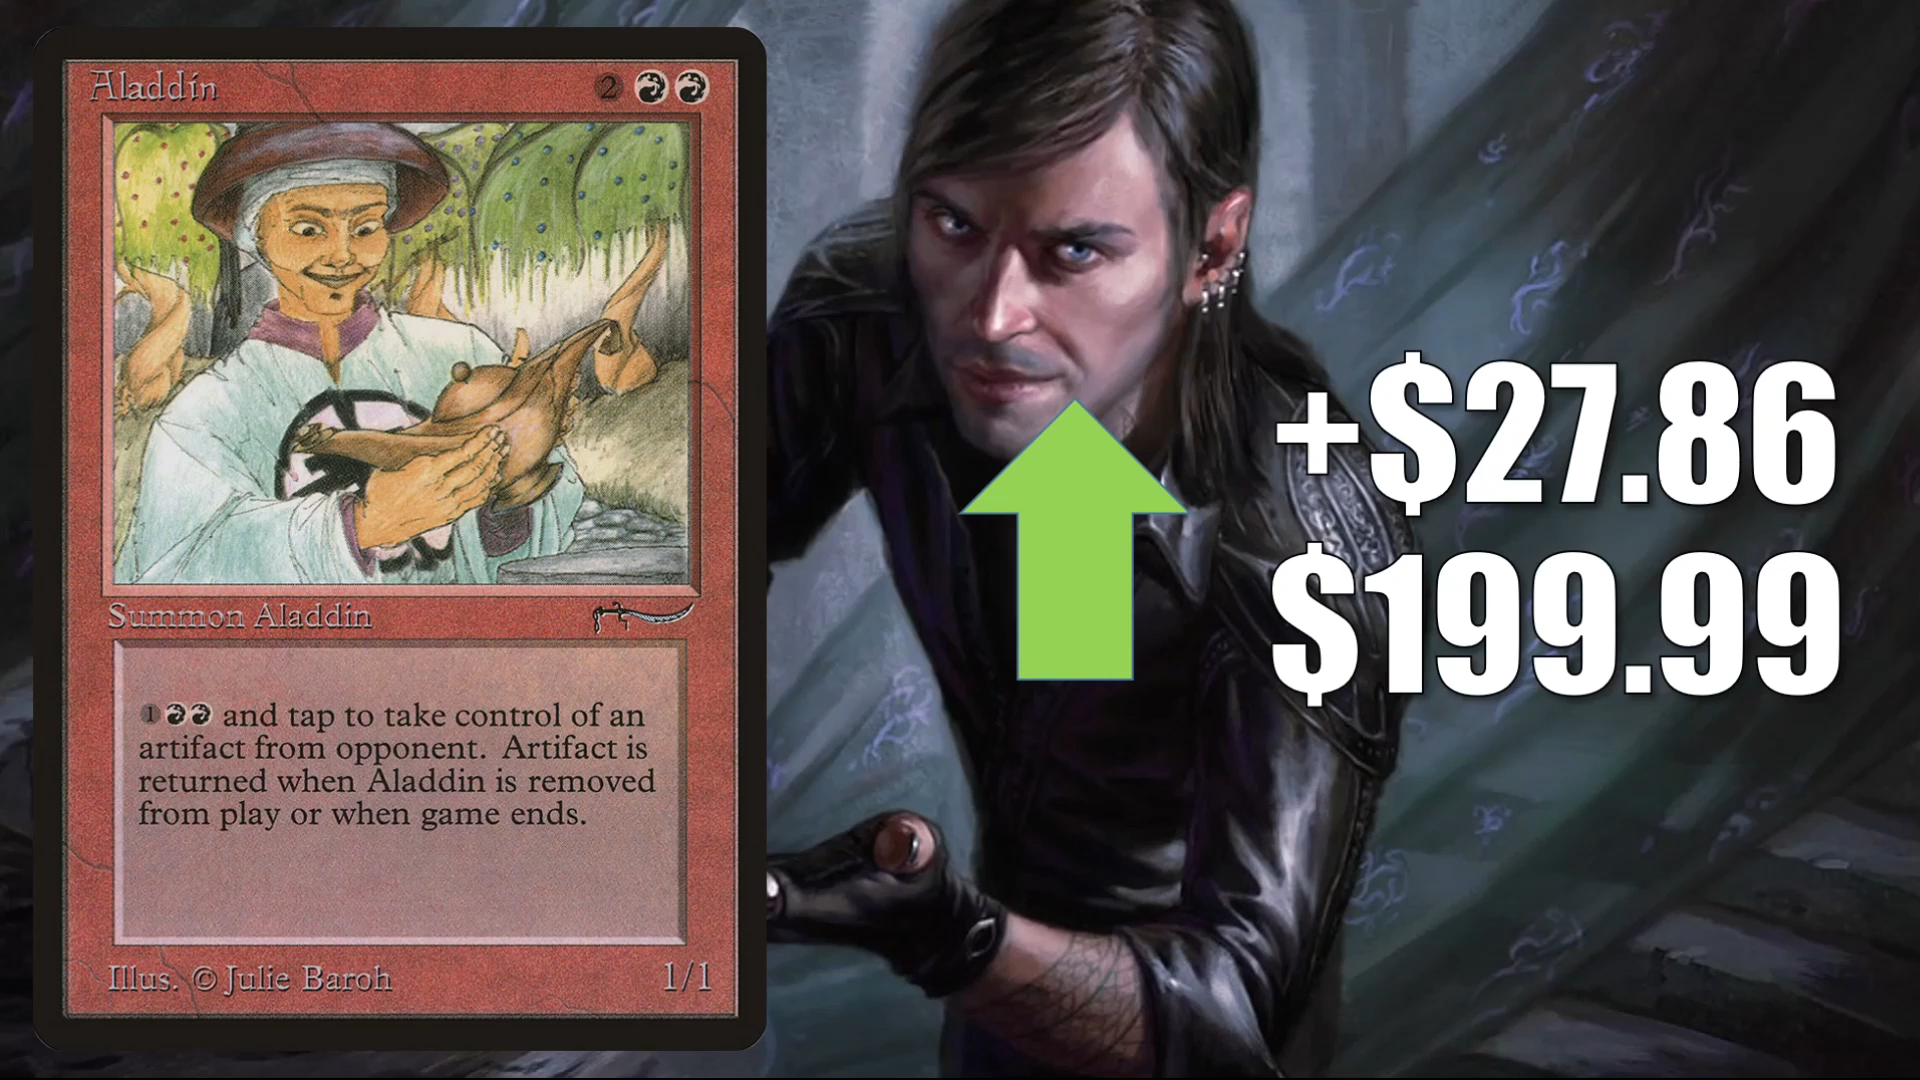 Aladdin 2
Summon Aladdin
1 and tap to take control of an
artifact from opponent. Artifact is
returned when Aladdin is removed
from play or when game ends.
Illus. © Julie Baroh 1/1
+$27.86
$199.99